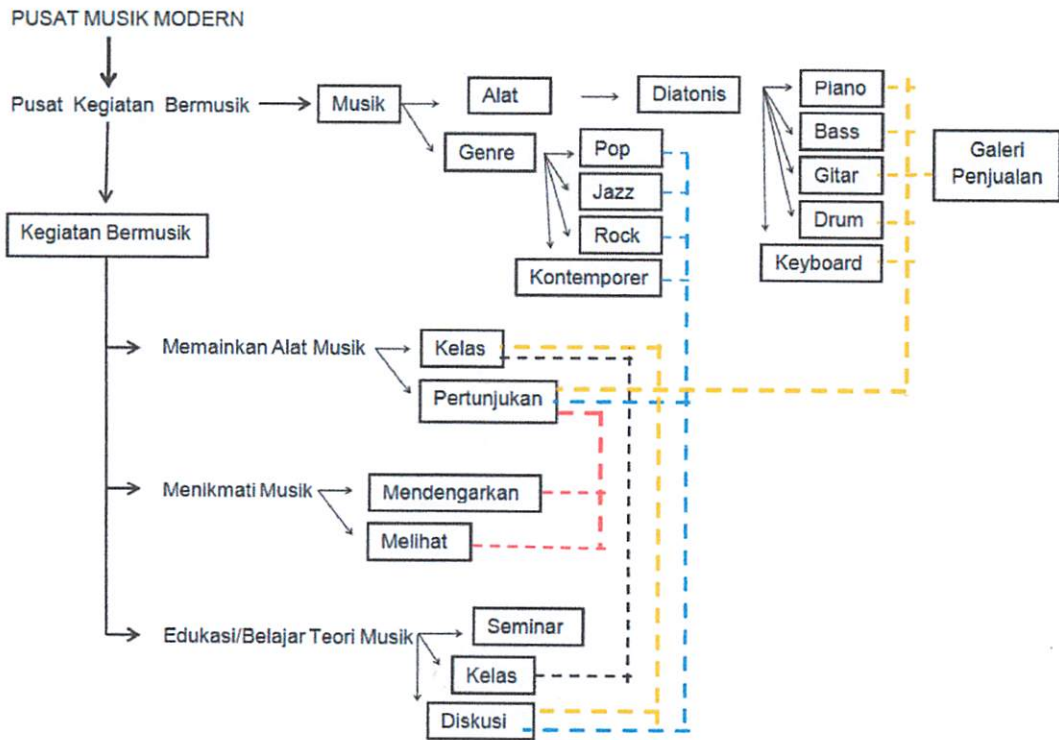 PUSAT MUSIK MODERN
Pusat Kegiatan Bermusik
Musik
Alat
Diatonis
Piano
Bass
Gitar
Drum
Keyboard
Galeri
Penjualan
Genre
Pop
Jazz
Rock
Kontemporer
Kegiatan Bermusik
Memainkan Alat Musik
Kelas
Pertunjukan
Menikmati Musik
Mendengarkan
Melihat
Edukasi/Belajar Teori Musik
Seminar
Kelas
Diskusi